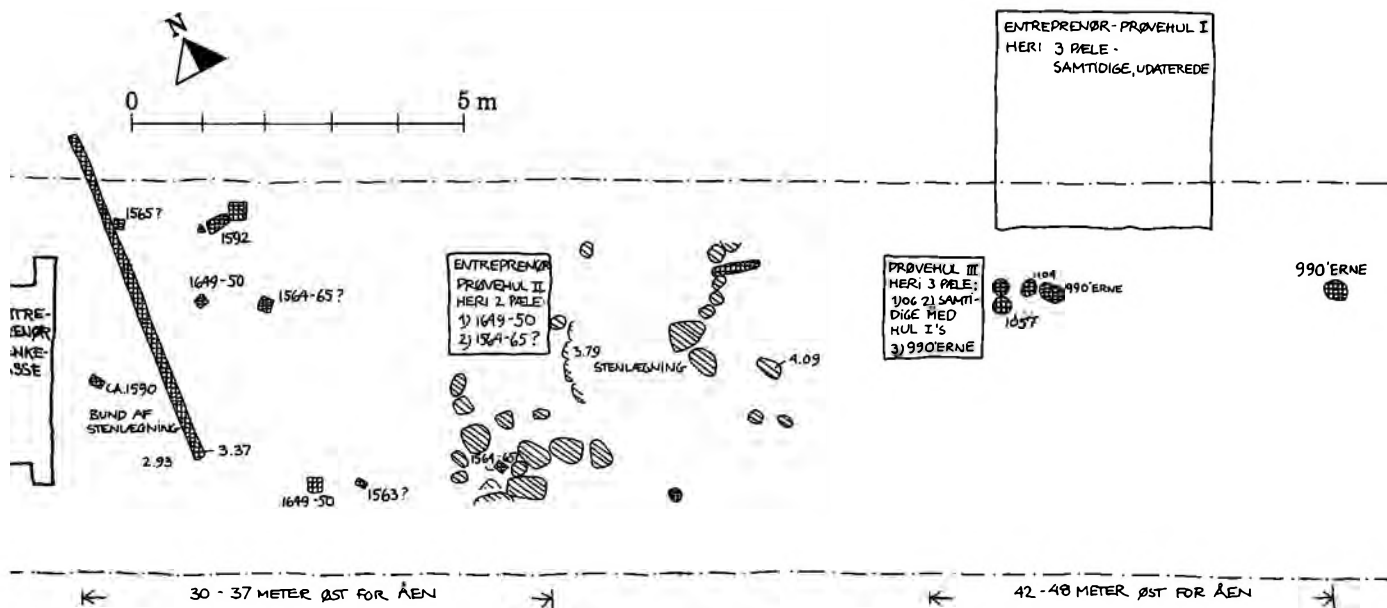 N
0 5 m
ENTREPRENØR-PRØVEHUL I
HERI 3 PÆLE -
SAMTIDIGE, UDATEREDE
1565?
1592
1649-50
1564-65?
ENTREPRENØR
PRØVEHUL II
HERI 2 PÆLE:
1) 1649-50
2) 1564-65?
3.79
STENLÆGNING
4.09
PRØVEHUL III
HERI 3 PÆLE;
1) OG 2) SAMTI-
DIGE MED
HUL I'S
3) 990'ERNE
1057
990'ERNE
990'ERNE
CA. 1590
BUND AF
STENLÆGNING
3.37
2.93
1564-65
1649-50
1563?
30 - 37 METER ØST FOR ÅEN
42-48 METER ØST FOR ÅEN